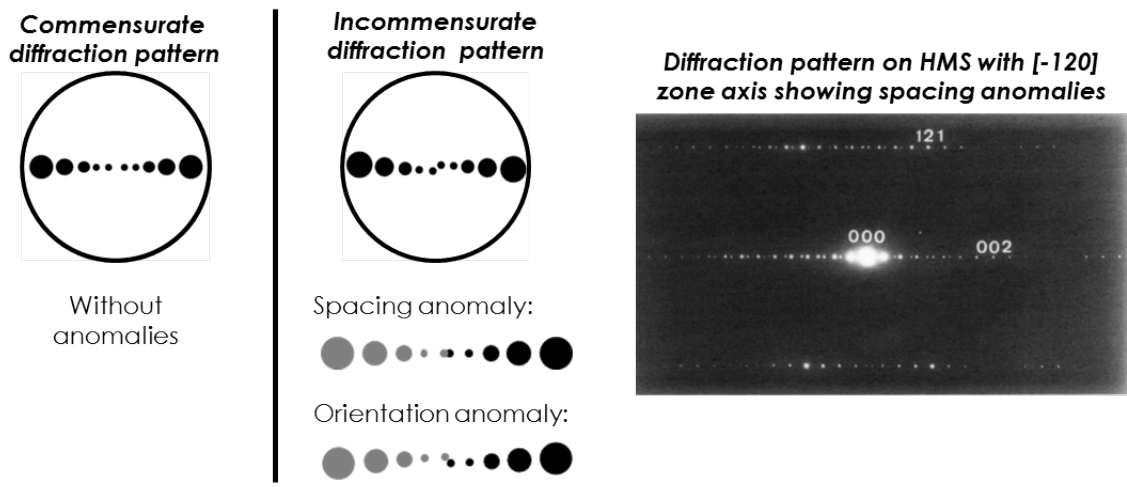 Commensurate
diffraction pattern
Without
anomalies
Incommensurate
diffraction pattern
Spacing anomaly:
Orientation anomaly:
Diffraction pattern on HMS with [-120]
zone axis showing spacing anomalies
121
000
002